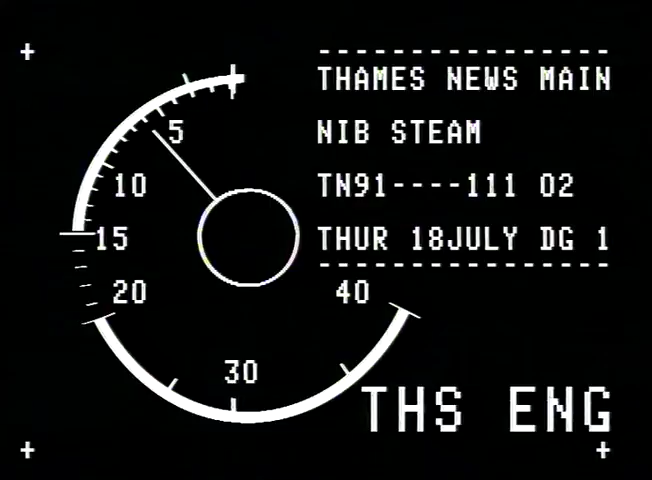 THAMES NEWS MAIN
NIB STEAM
TN91----111 02
THUR 18JULY DG 1
5
10
15
20
30
40
THS ENG